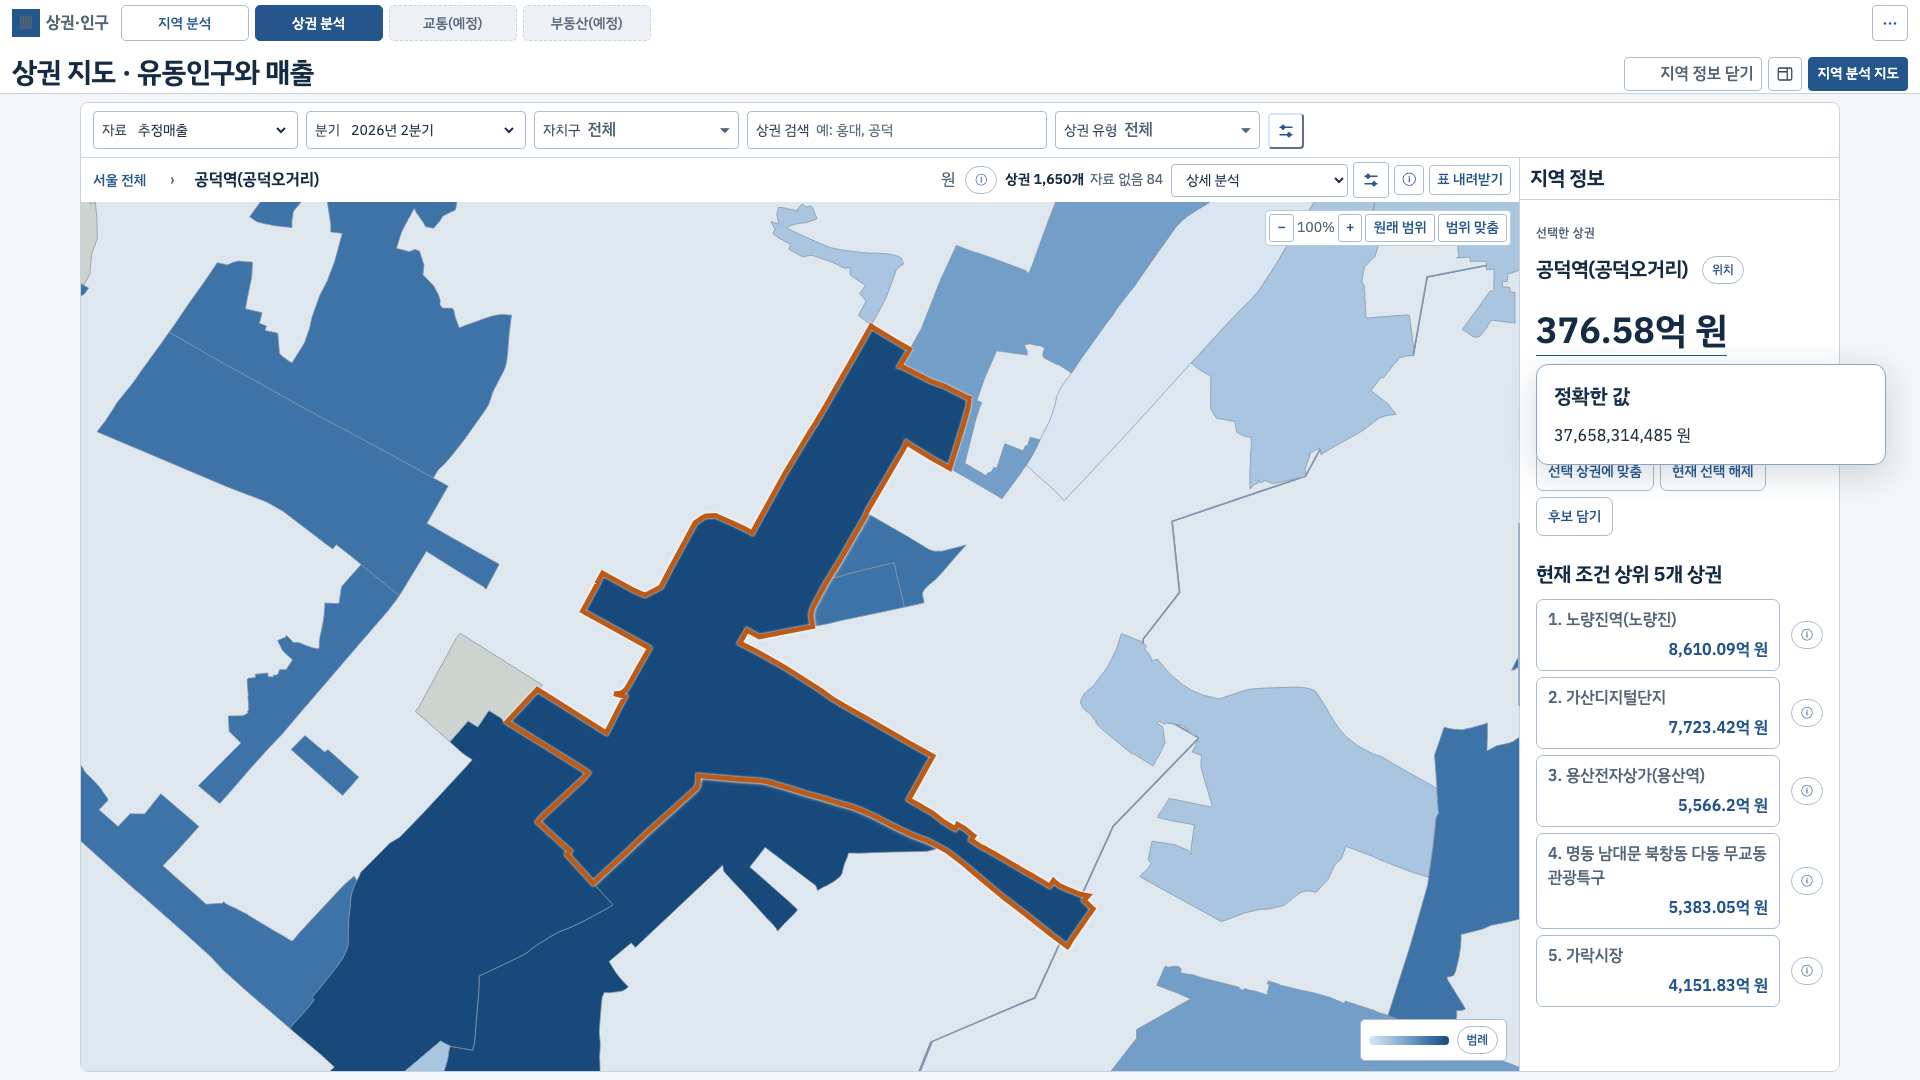 상권·인구
지역 분석
상권 분석
교통(예정)
부동산(예정)
...
상권 지도 · 유동인구와 매출
지역 정보 닫기
지역 분석 지도
자료 추정매출
분기 2026년 2분기
자치구 전체
상권 검색 예: 홍대, 공덕
상권 유형 전체
서울 전체 › 공덕역(공덕오거리)
원 ⓘ 상권 1,650개 자료 없음 84
상세 분석
ⓘ
표 내려받기
지역 정보
− 100% + 원래 범위 범위 맞춤
선택한 상권
공덕역(공덕오거리) 위치
376.58억 원
정확한 값
37,658,314,485 원
선택 상권에 맞춤 현재 선택 해제
후보 담기
현재 조건 상위 5개 상권
1. 노량진역(노량진)
8,610.09억 원
ⓘ
2. 가산디지털단지
7,723.42억 원
ⓘ
3. 용산전자상가(용산역)
5,566.2억 원
ⓘ
4. 명동 남대문 북창동 다동 무교동
관광특구
5,383.05억 원
ⓘ
5. 가락시장
4,151.83억 원
ⓘ
범례